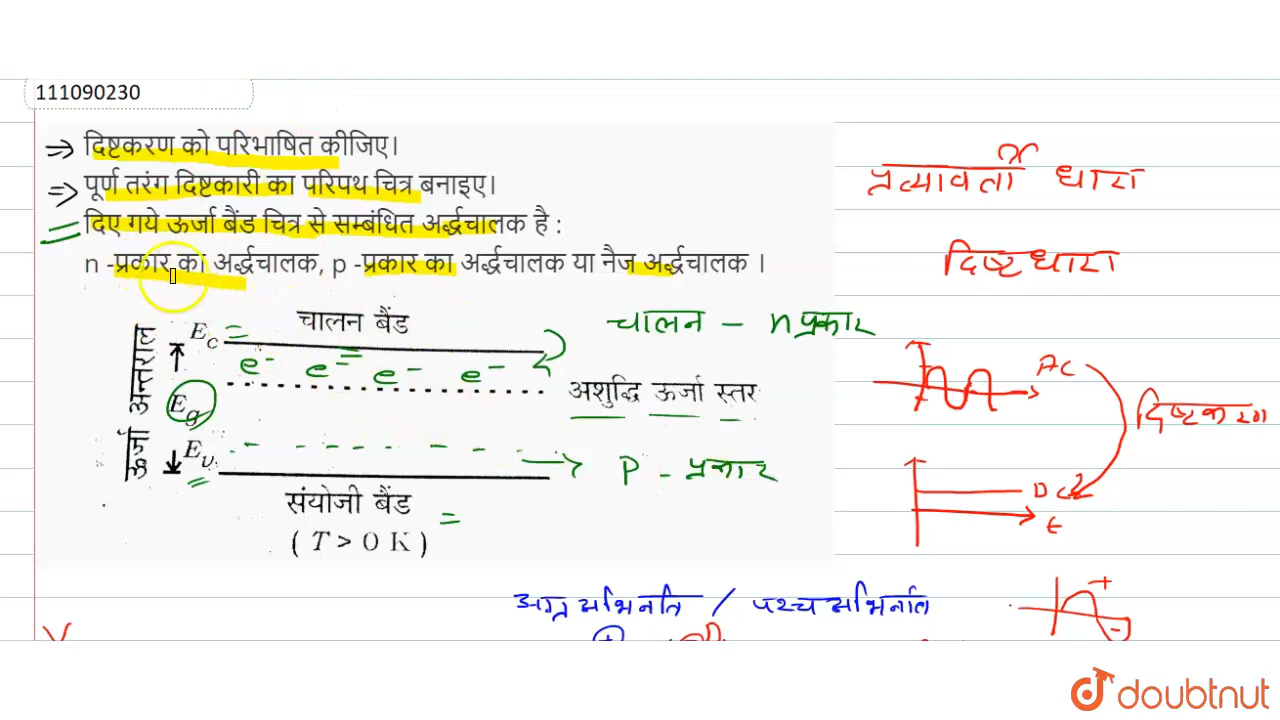 111090230
⇒ दिष्टकरण को परिभाषित कीजिए।
⇒ पूर्ण तरंग दिष्टकारी का परिपथ चित्र बनाइए।
दिए गये ऊर्जा बैंड चित्र से सम्बंधित अर्द्धचालक है :
n -प्रकार का अर्द्धचालक, p -प्रकार का अर्द्धचालक या नैज अर्द्धचालक ।
प्रत्यावर्ती धारा
दिष्ट धारा
चालन बैंड
चालन - n प्रकार
ऊर्जा अन्तराल
E_c
e⁻ e⁻ e⁻ e⁻
E_g
अशुद्धि ऊर्जा स्तर
E_v
P - प्रकार
संयोजी बैंड
( T > 0 K )
AC
दिष्टकरण
DC
t
अग्र अभिनति / पश्च अभिनति
+
-
doubtnut